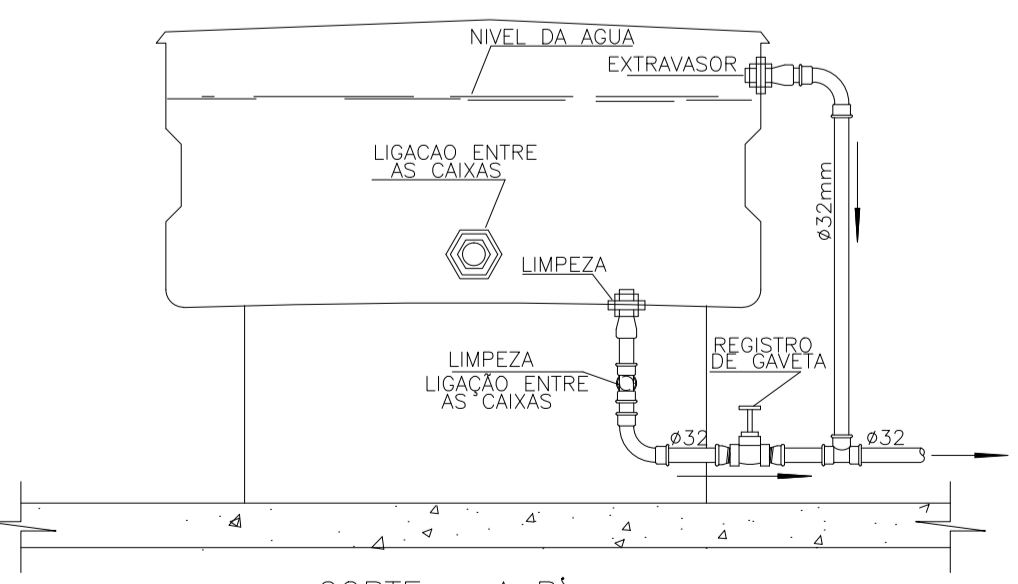 NIVEL DA AGUA
EXTRAVASOR
LIGACAO ENTRE
AS CAIXAS
ø32mm
LIMPEZA
REGISTRO
DE GAVETA
LIMPEZA
LIGAÇÃO ENTRE
AS CAIXAS
ø32
ø32